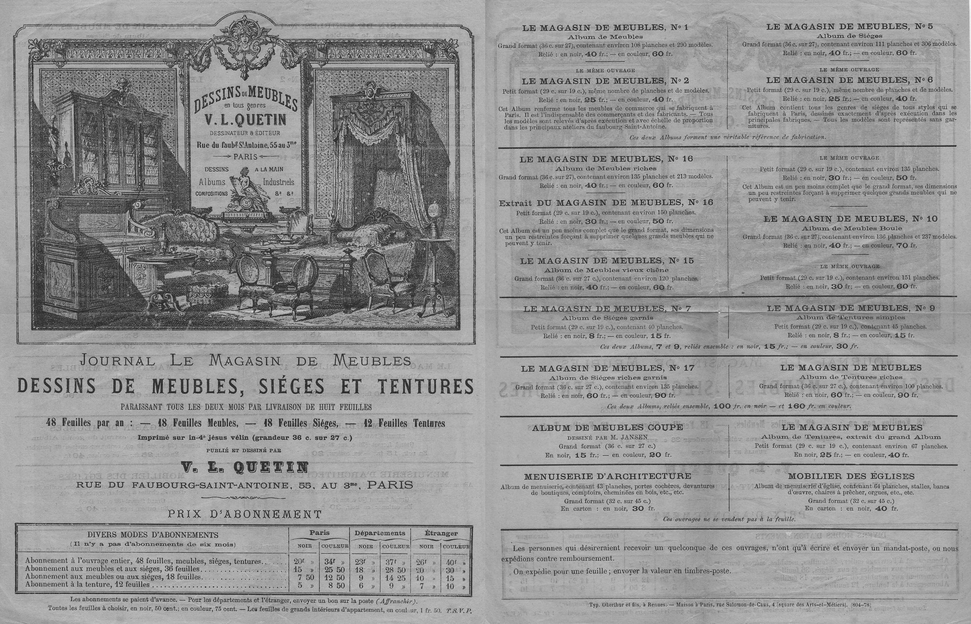 DESSINS DE MEUBLES
en tous genres
V. L. QUETIN
DESSINATEUR & ÉDITEUR
Rue du faubg St Antoine, 55 au 3me
PARIS
DESSINS A LA MAIN
Albums Industriels
COMPOSITIONS &a &a
JOURNAL LE MAGASIN DE MEUBLES
DESSINS DE MEUBLES, SIÉGES ET TENTURES
PARAISSANT TOUS LES DEUX MOIS PAR LIVRAISON DE HUIT FEUILLES
48 Feuilles par an : — 18 Feuilles Meubles. — 18 Feuilles Siéges. — 12 Feuilles Tentures
Imprimé sur in-4° jésus vélin (grandeur 36 c. sur 27 c.)
PUBLIÉ ET DESSINÉ PAR
V. L. QUETIN
RUE DU FAUBOURG-SAINT-ANTOINE, 55, AU 3me, PARIS
PRIX D'ABONNEMENT
DIVERS MODES D'ABONNEMENTS
(Il n'y a pas d'abonnements de six mois)
Paris Départements Etranger
NOIR COULEUR NOIR COULEUR NOIR COULEUR
Abonnement à l'ouvrage entier, 48 feuilles, meubles, siéges, tentures 20f » 34f » 23f » 37f » 26f » 40f »
Abonnement aux meubles et aux siéges, 36 feuilles 15 » 25 50 18 » 28 50 20 » 30 »
Abonnement aux meubles ou aux siéges, 18 feuilles 7 50 12 50 9 » 14 25 10 » 15 »
Abonnement à la tenture, 12 feuilles 5 » 8 50 6 » 9 » 7 » 10 »
Les abonnements se paient d'avance. — Pour les départements et l'étranger, envoyer un bon sur la poste (Affranchir).
Toutes les feuilles à choisir, en noir, 50 cent.; en couleur, 75 cent. — Les feuilles de grands intérieurs d'appartement, en couleur, 1 fr. 50. T.S.V.P.
LE MAGASIN DE MEUBLES, No 1
Album de Meubles
Grand format (36 c. sur 27), contenant environ 106 planches et 290 modèles.
Relié : en noir, 40 fr.; — en couleur, 60 fr.
LE MÊME OUVRAGE
No 2
Petit format (29 c. sur 19 c.), même nombre de planches et de modèles.
Relié : en noir, 25 fr.; — en couleur, 40 fr.
Cet Album renferme tous les meubles de commerce qui se fabriquent à
Paris. Il est l'indispensable des commerçants et des fabricants. — Tous
les modèles sont relevés d'après exécution et avec échelle de proportion
dans les principaux ateliers du faubourg Saint-Antoine.
LE MAGASIN DE MEUBLES, No 5
Album de Siéges
Grand format (36 c. sur 27), contenant environ 111 planches et 306 modèles.
Relié : en noir, 40 fr.; — en couleur, 60 fr.
LE MÊME OUVRAGE
LE MAGASIN DE MEUBLES, No 6
Petit format (29 c. sur 19 c.), même nombre de planches et de modèles.
Relié : en noir, 25 fr.; — en couleur, 40 fr.
Cet Album contient tous les genres de siéges de tous styles qui se
fabriquent à Paris, dessinés exactement d'après exécution dans les
principales fabriques. — Tous les modèles sont représentés sans garnitures.
Ces deux Albums forment une véritable référence de fabrication.
LE MAGASIN DE MEUBLES, No 16
Album de Meubles riches
Grand format (36 c. sur 27), contenant environ 135 planches et 213 modèles.
Relié : en noir, 40 fr.; — en couleur, 60 fr.
Extrait DU MAGASIN DE MEUBLES, No 16
Petit format (29 c. sur 19 c.), contenant environ 150 planches.
Relié : en noir, 30 fr.; — en couleur, 50 fr.
Cet Album est un peu moins complet que le grand format, ses dimensions
un peu restreintes forçant à supprimer quelques grands meubles qui ne
peuvent y tenir.
LE MAGASIN DE MEUBLES, No 15
Album de Meubles vieux chêne
Grand format (36 c. sur 27 c.), contenant environ 130 planches.
Relié : en noir, 40 fr.; — en couleur, 60 fr.
LE MÊME OUVRAGE
Petit format (29 c. sur 19 c.), contenant environ 135 planches.
Relié : en noir, 30 fr.; — en couleur, 50 fr.
Cet Album est un peu moins complet que le grand format, ses dimensions
un peu restreintes forçant à supprimer quelques grands meubles qui ne
peuvent y tenir.
LE MAGASIN DE MEUBLES, No 10
Album de Meubles Boule
Grand format (36 c. sur 27 c.), contenant environ 135 planches et 237 modèles.
Relié : en noir, 40 fr.; — en couleur, 70 fr.
LE MÊME OUVRAGE
Petit format (29 c. sur 19 c.), contenant environ 151 planches.
Relié : en noir, 30 fr.; — en couleur, 60 fr.
LE MAGASIN DE MEUBLES, No 7
Album de Siéges garnis
Petit format (29 c. sur 19 c.), contenant 40 planches.
Relié : en noir, 8 fr.; — en couleur, 15 fr.
LE MAGASIN DE MEUBLES, No 9
Album de Tentures simples
Petit format (29 c. sur 19 c.), contenant 45 planches.
Relié : en noir, 8 fr.; — en couleur, 15 fr.
Ces deux Albums, 7 et 9, reliés ensemble : en noir, 15 fr.; — en couleur, 30 fr.
LE MAGASIN DE MEUBLES, No 17
Album de Siéges riches garnis
Grand format (36 c. sur 27 c.), contenant environ 135 planches.
Relié : en noir, 60 fr.; — en couleur, 90 fr.
LE MAGASIN DE MEUBLES
Album de Tentures riches
Grand format (36 c. sur 27 c.), contenant environ 100 planches.
Relié : en noir, 60 fr.; — en couleur, 90 fr.
Ces deux Albums, reliés ensemble, 100 fr. en noir — et 160 fr. en couleur.
ALBUM DE MEUBLES COUPE
DESSINÉ PAR M. JANSEN
Grand format (36 c. sur 27 c.)
En noir, 15 fr.; — en couleur, 20 fr.
LE MAGASIN DE MEUBLES
Album de Tentures, extrait du grand Album
Petit format (29 c. sur 19 c.), contenant environ 67 planches.
En noir, 25 fr.; — en couleur, 40 fr.
MENUISERIE D'ARCHITECTURE
Album de menuiserie, contenant 42 planches, portes cochères, devantures
de boutiques, comptoirs, cheminées en bois, etc., etc.
Grand format (32 c. sur 45 c.)
En carton : en noir, 30 fr.
MOBILIER DES ÉGLISES
Album de menuiserie d'église, contenant 64 planches, stalles, bancs
d'œuvre, chaires à prêcher, orgues, etc., etc.
Grand format (32 c. sur 45 c.)
En carton : en noir, 40 fr.
Ces ouvrages ne se vendent pas à la feuille.
Les personnes qui désireraient recevoir un quelconque de ces ouvrages, n'ont qu'à écrire et envoyer un mandat-poste, ou nous
expédions contre remboursement.
On expédie pour une feuille; envoyer la valeur en timbres-poste.
Typ. Oberthur et fils, à Rennes. — Maison à Paris, rue Salomon-de-Caus, 4 (square des Arts-et-Métiers).